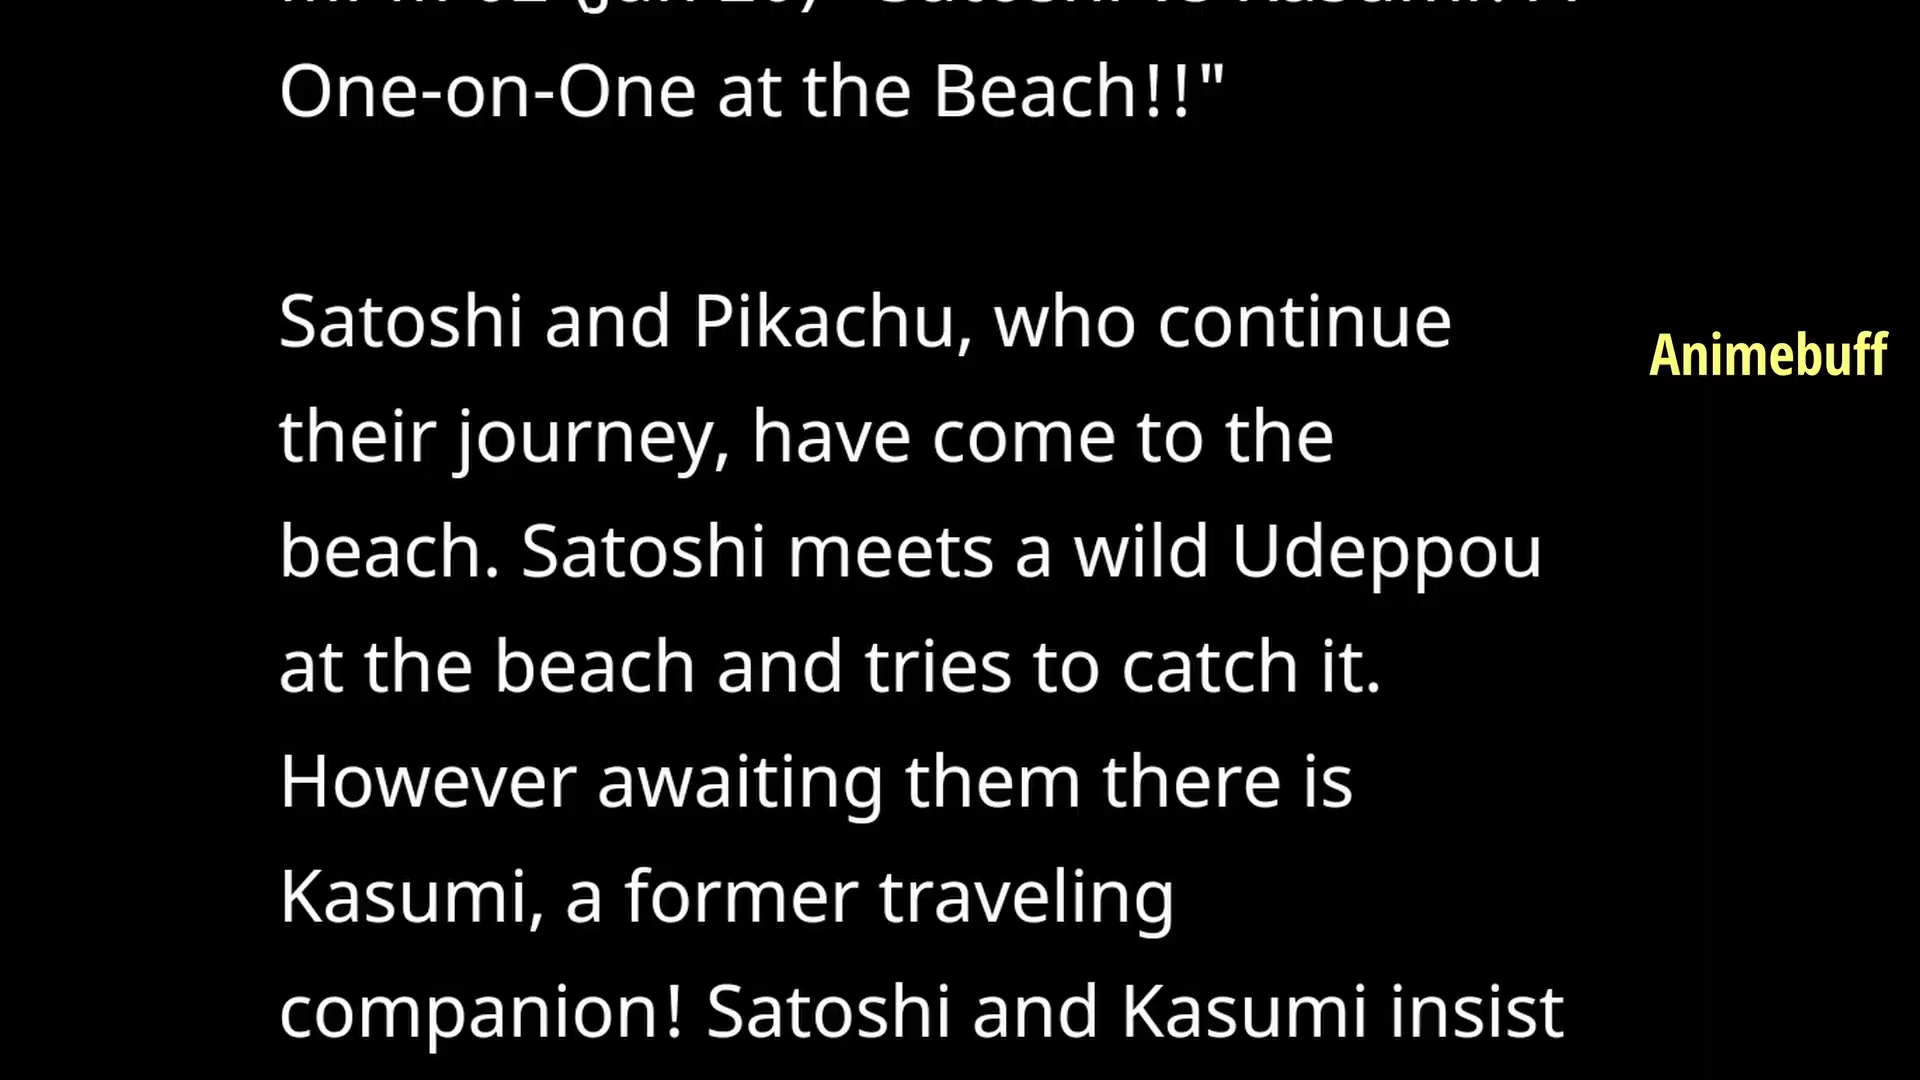 One-on-One at the Beach!!"
Satoshi and Pikachu, who continue
their journey, have come to the
beach. Satoshi meets a wild Udeppou
at the beach and tries to catch it.
However awaiting them there is
Kasumi, a former traveling
companion! Satoshi and Kasumi insist
Animebuff